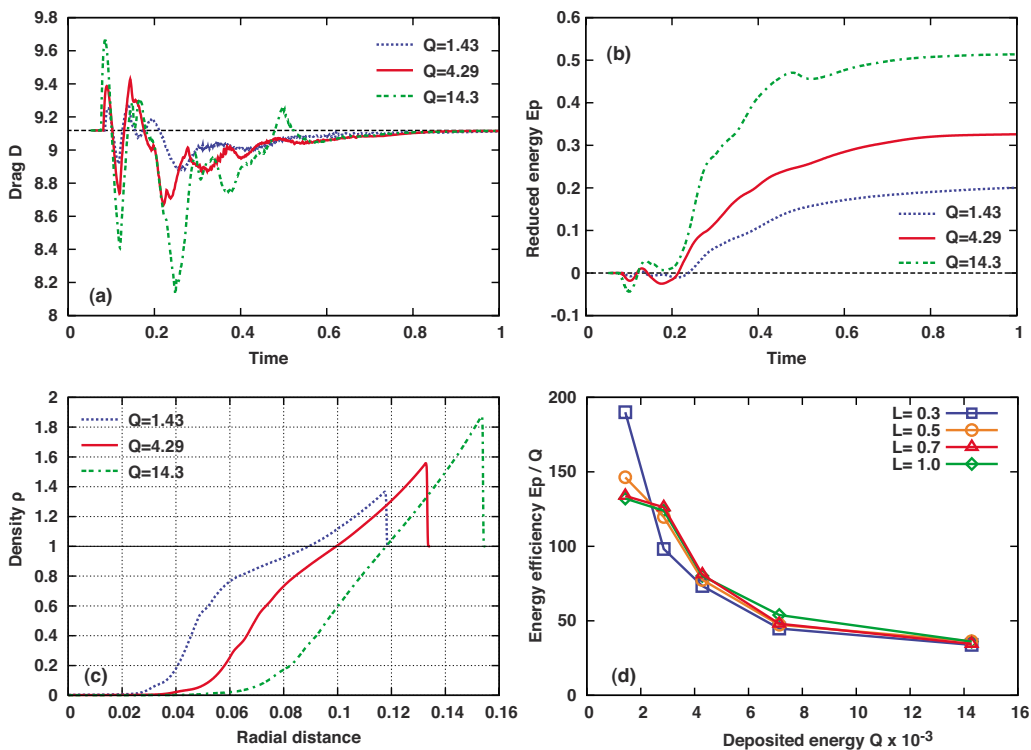 9.8
9.6
9.4
9.2
9
8.8
8.6
8.4
8.2
8
Drag D
Q=1.43
Q=4.29
Q=14.3
(a)
0 0.2 0.4 0.6 0.8 1
Time
0.6
0.5
0.4
0.3
0.2
0.1
0
-0.1
Reduced energy Ep
(b)
Q=1.43
Q=4.29
Q=14.3
0 0.2 0.4 0.6 0.8 1
Time
2
1.8
1.6
1.4
1.2
1
0.8
0.6
0.4
0.2
0
Density ρ
Q=1.43
Q=4.29
Q=14.3
(c)
0 0.02 0.04 0.06 0.08 0.1 0.12 0.14 0.16
Radial distance
200
150
100
50
0
Energy efficiency Ep / Q
L= 0.3
L= 0.5
L= 0.7
L= 1.0
(d)
0 2 4 6 8 10 12 14 16
Deposited energy Q x 10⁻³